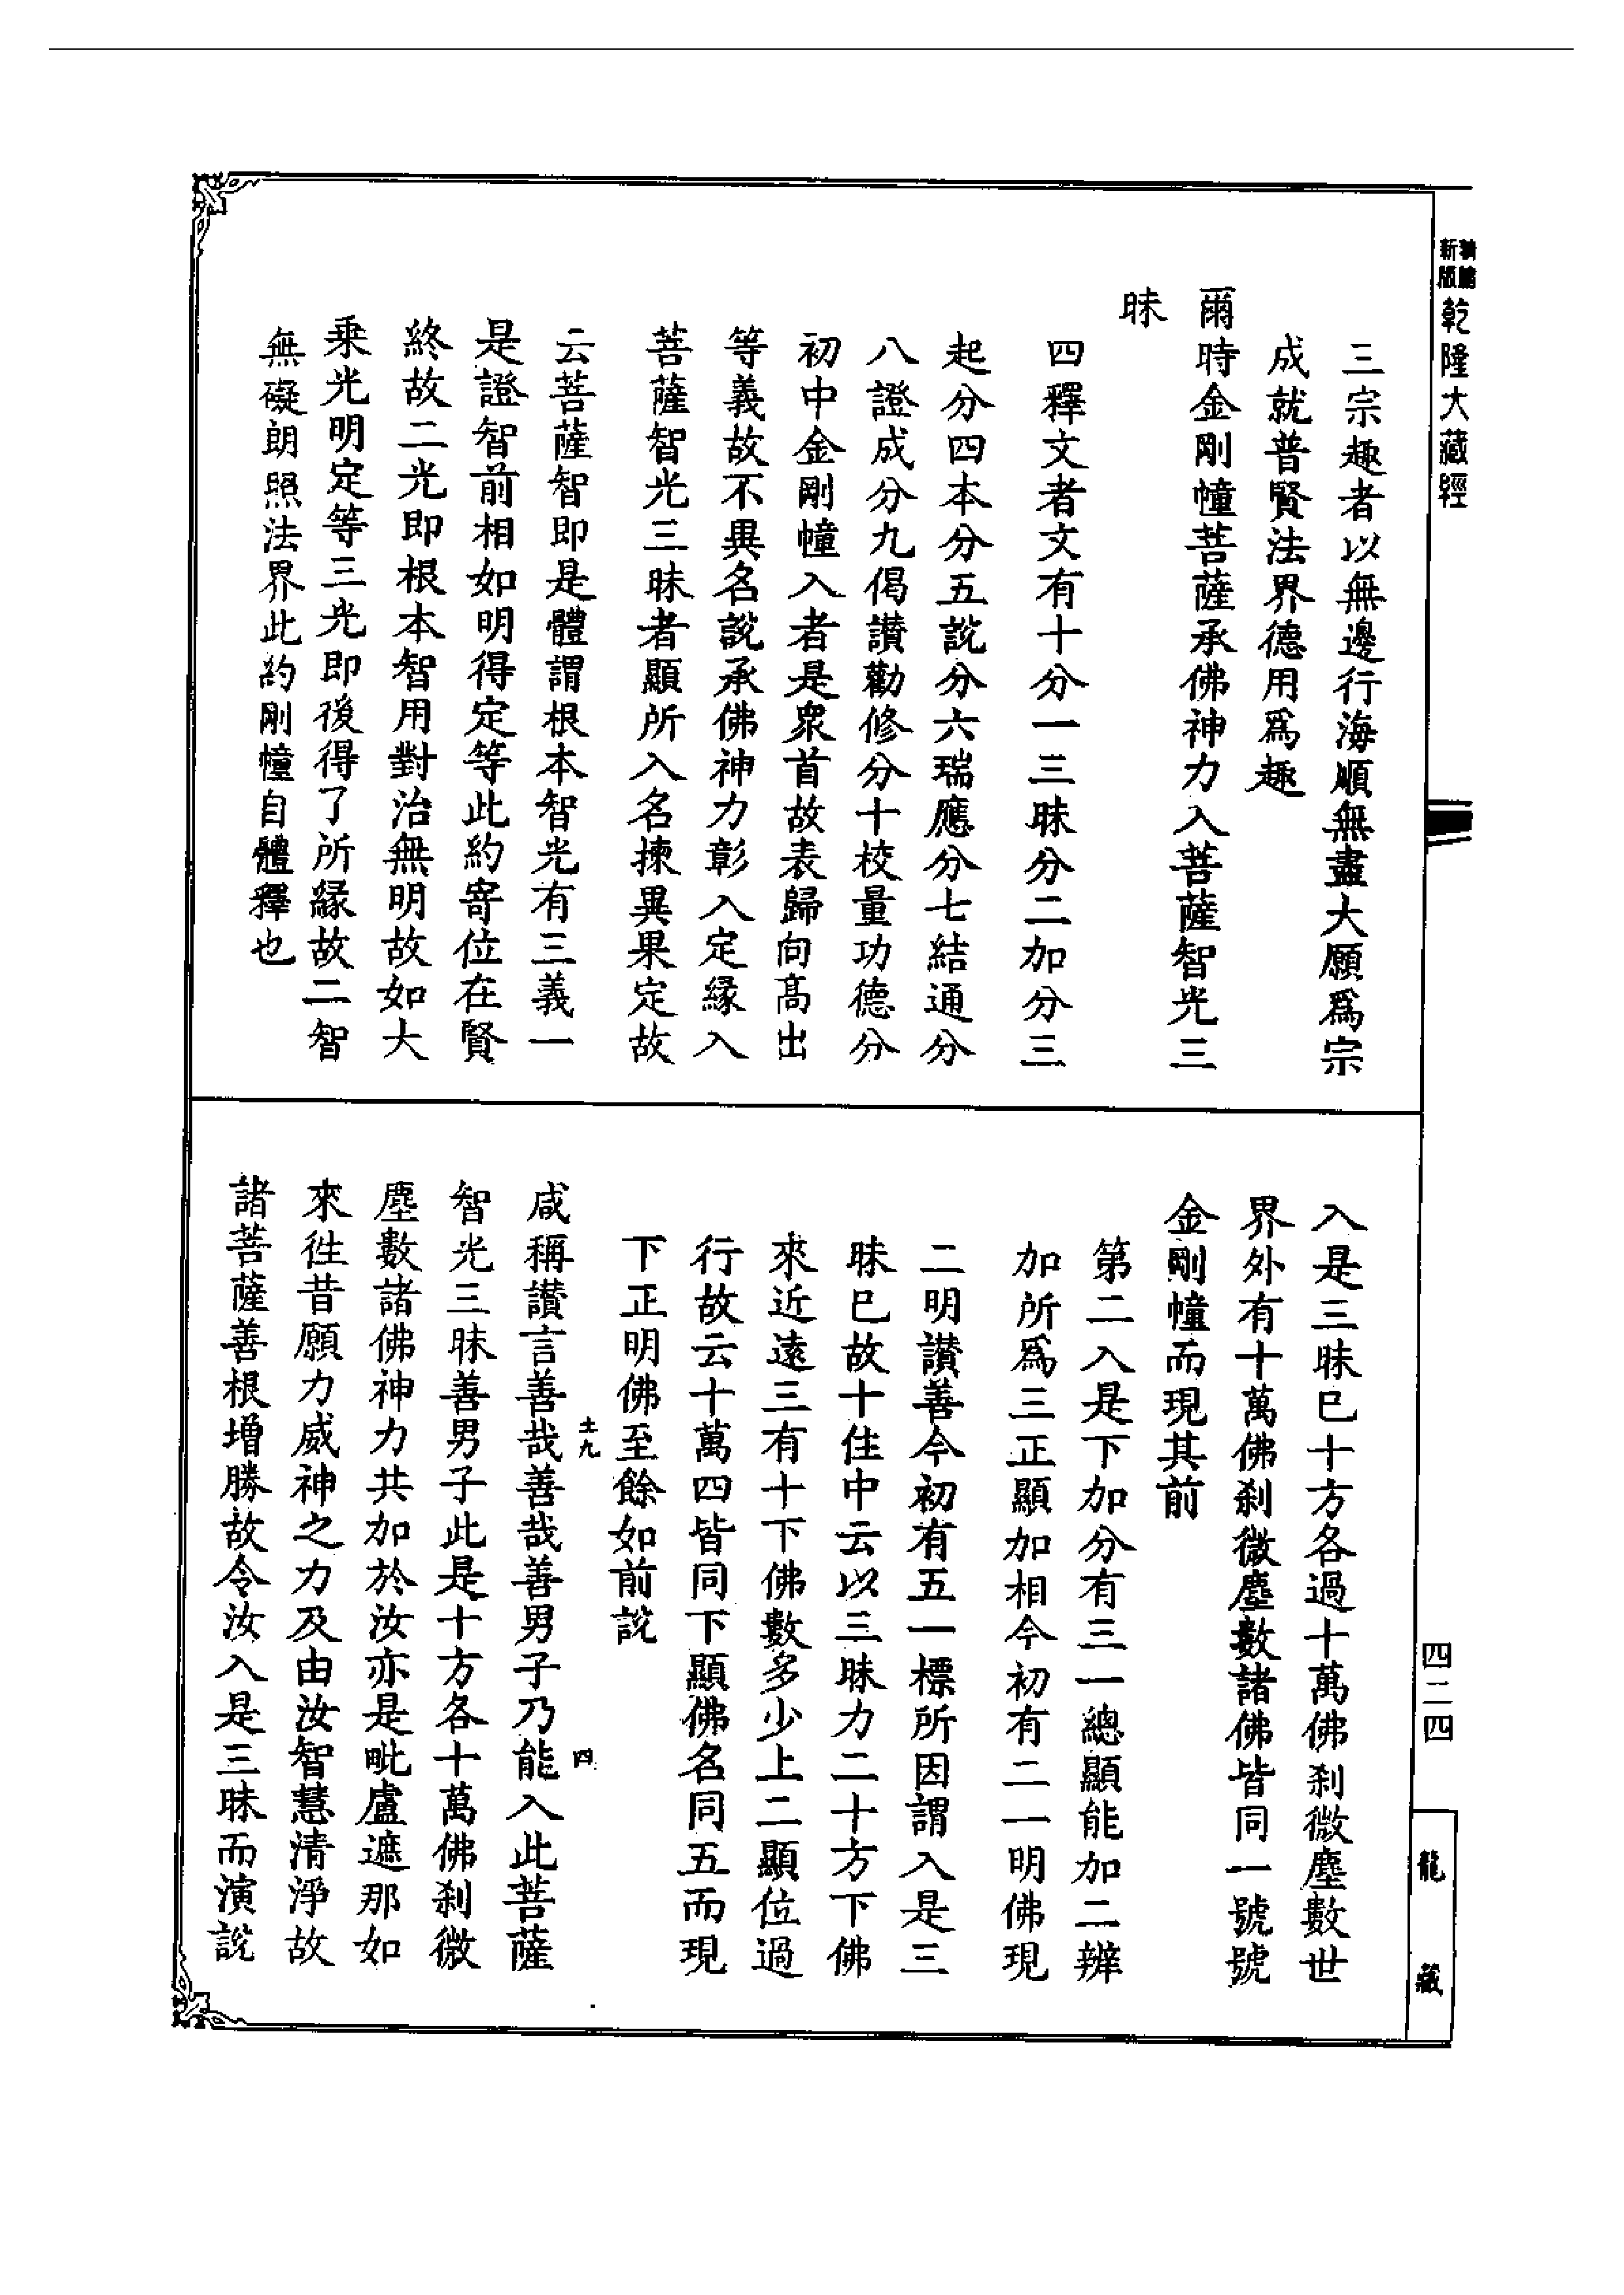 新版
精編
乾隆大藏經
三宗趣者以無邊行海順無盡大願爲宗
成就普賢法界德用爲趣
爾時金剛幢菩薩承佛神力入菩薩智光三
昧
四釋文者文有十分一三昧分二加分三
起分四本分五說分六瑞應分七結通分
八證成分九偈讚勸修分十校量功德分
初中金剛幢入者是眾首故表歸向高出
等義故不異名說承佛神力彰入定緣入
菩薩智光三昧者顯所入名揀異果定故
云菩薩智即是體謂根本智光有三義一
是證智前相如明得定等此約寄位在賢
終故二光即根本智用對治無明故如大
乘光明定等三光即後得了所緣故二智
無礙朗照法界此約剛幢自體釋也
入是三昧已十方各過十萬佛剎微塵數世
界外有十萬佛剎微塵數諸佛皆同一號號
金剛幢而現其前
第二入是下加分有三一總顯能加二辨
加所爲三正顯加相今初有二一明佛現
二明讚善今初有五一標所因謂入是三
昧已故十住中云以三昧力二十方下佛
來近遠三有十下佛數多少上二顯位過
行故云十萬四皆同下顯佛名同五而現
下正明佛至餘如前說
土九
四
咸稱讚言善哉善哉善男子乃能入此菩薩
智光三昧善男子此是十方各十萬佛剎微
塵數諸佛神力共加於汝亦是毗盧遮那如
來往昔願力威神之力及由汝智慧清淨故
諸菩薩善根增勝故令汝入是三昧而演說
四二四
龍藏